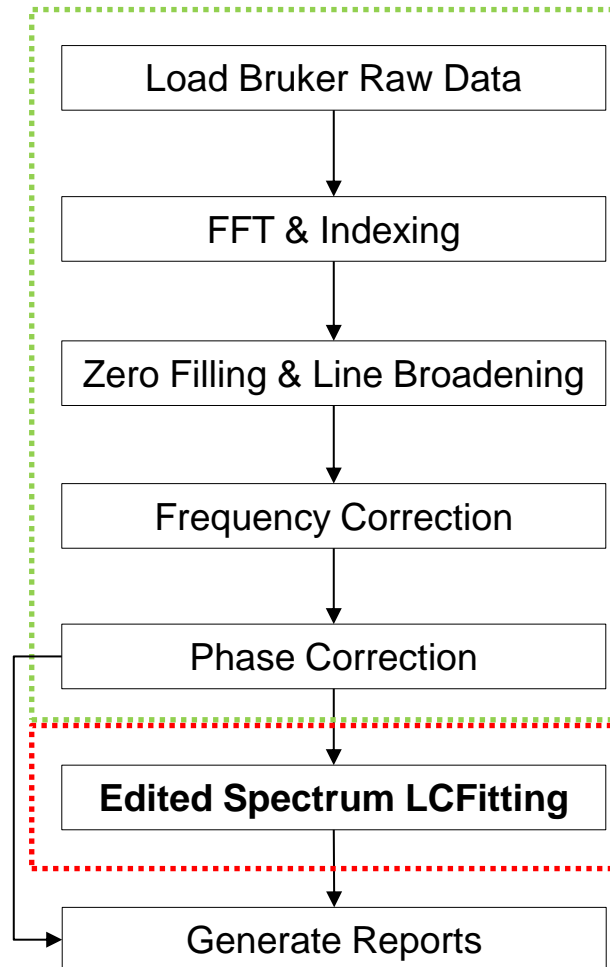 Load Bruker Raw Data
FFT & Indexing
Zero Filling & Line Broadening
Frequency Correction
Phase Correction
Edited Spectrum LCFitting
Generate Reports